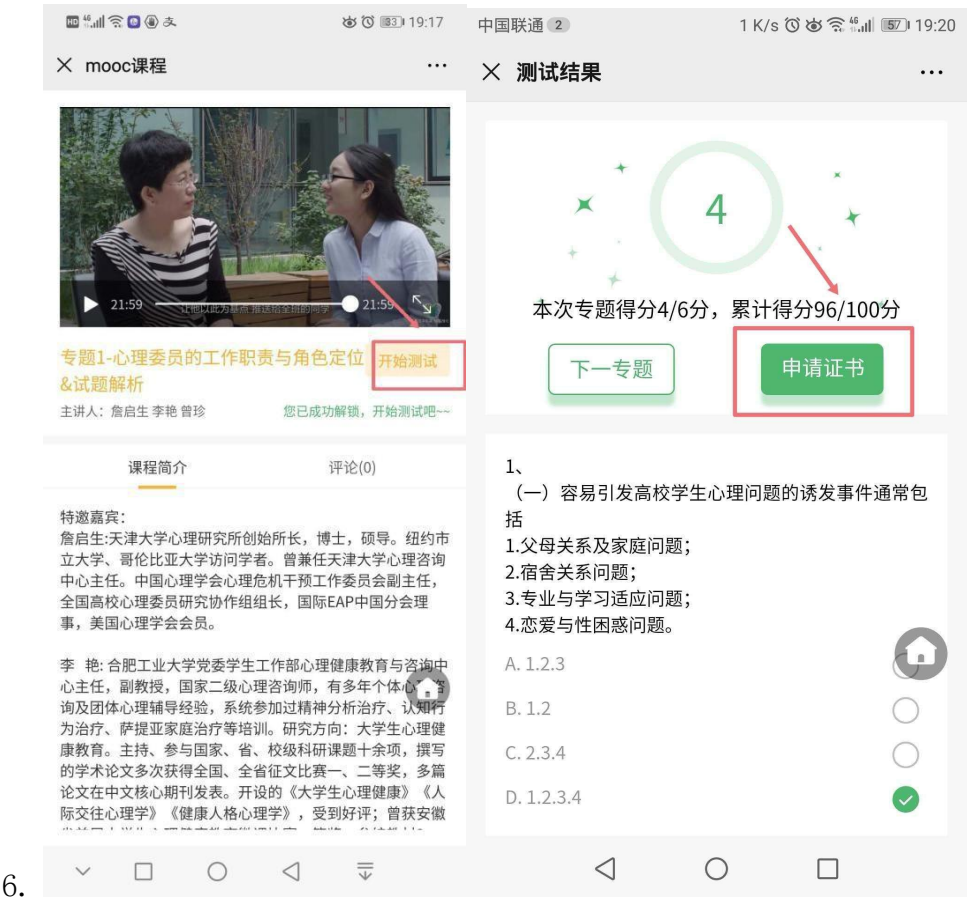 HD 46 支 83 19:17
mooc课程
21:59
21:59
专题1-心理委员的工作职责与角色定位
&试题解析
开始测试
主讲人：詹启生 李艳 曾珍
您已成功解锁，开始测试吧~~
课程简介
评论(0)
特邀嘉宾：
詹启生:天津大学心理研究所创始所长，博士，硕导。纽约市
立大学、哥伦比亚大学访问学者。曾兼任天津大学心理咨询
中心主任。中国心理学会心理危机干预工作委员会副主任，
全国高校心理委员研究协作组组长，国际EAP中国分会理
事，美国心理学会会员。
李 艳: 合肥工业大学党委学生工作部心理健康教育与咨询中
心主任，副教授，国家二级心理咨询师，有多年个体心理咨
询及团体心理辅导经验，系统参加过精神分析治疗、认知行
为治疗、萨提亚家庭治疗等培训。研究方向：大学生心理健
康教育。主持、参与国家、省、校级科研课题十余项，撰写
的学术论文多次获得全国、全省征文比赛一、二等奖，多篇
论文在中文核心期刊发表。开设的《大学生心理健康》《人
际交往心理学》《健康人格心理学》，受到好评；曾获安徽
中国联通 2 1 K/s 46 57 19:20
测试结果
4
本次专题得分4/6分，累计得分96/100分
下一专题
申请证书
1、
（一）容易引发高校学生心理问题的诱发事件通常包
括
1.父母关系及家庭问题；
2.宿舍关系问题；
3.专业与学习适应问题；
4.恋爱与性困惑问题。
A. 1.2.3
B. 1.2
C. 2.3.4
D. 1.2.3.4
6.